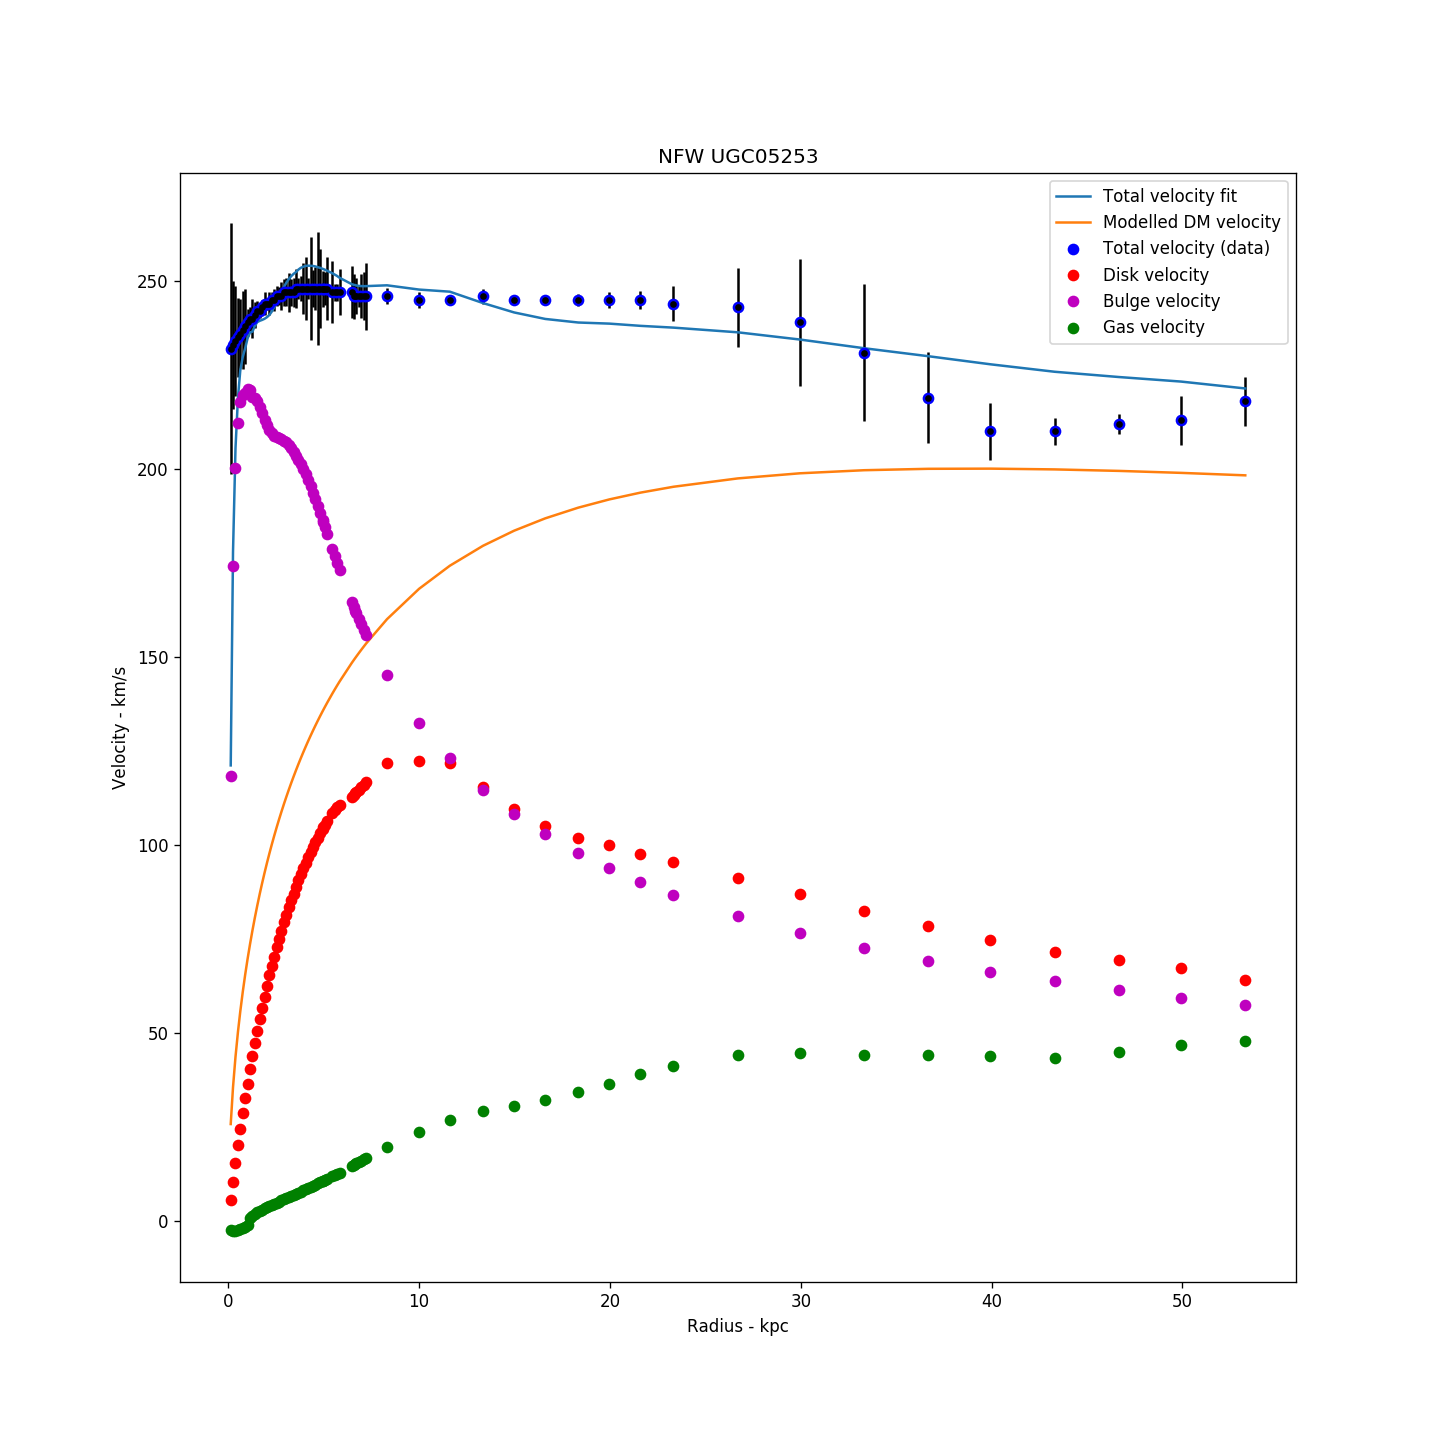 NFW UGC05253
Total velocity fit
Modelled DM velocity
Total velocity (data)
Disk velocity
Bulge velocity
Gas velocity
250
200
150
100
50
0
Velocity - km/s
0 10 20 30 40 50
Radius - kpc